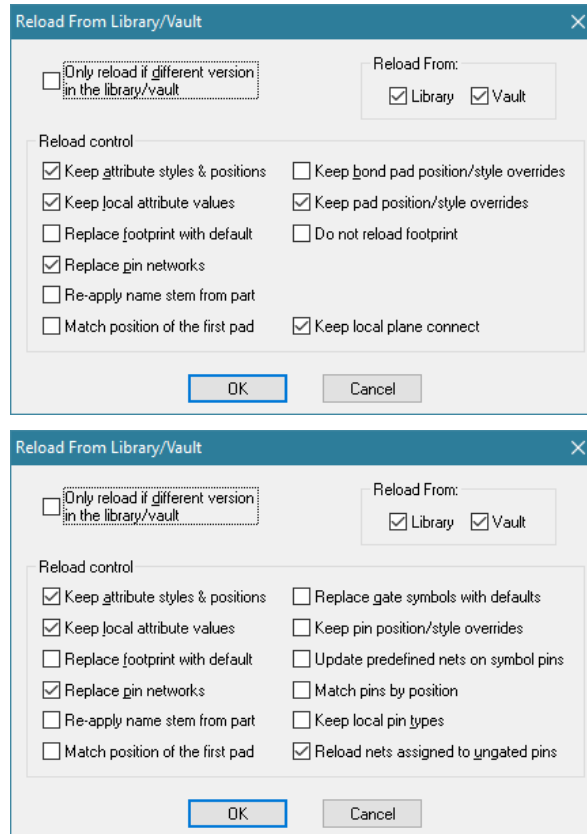 Reload From Library/Vault
Only reload if different version
in the library/vault
Reload From:
Library Vault
Reload control
Keep attribute styles & positions Keep bond pad position/style overrides
Keep local attribute values Keep pad position/style overrides
Replace footprint with default Do not reload footprint
Replace pin networks
Re-apply name stem from part
Match position of the first pad Keep local plane connect
OK Cancel
Reload From Library/Vault
Only reload if different version
in the library/vault
Reload From:
Library Vault
Reload control
Keep attribute styles & positions Replace gate symbols with defaults
Keep local attribute values Keep pin position/style overrides
Replace footprint with default Update predefined nets on symbol pins
Replace pin networks Match pins by position
Re-apply name stem from part Keep local pin types
Match position of the first pad Reload nets assigned to ungated pins
OK Cancel